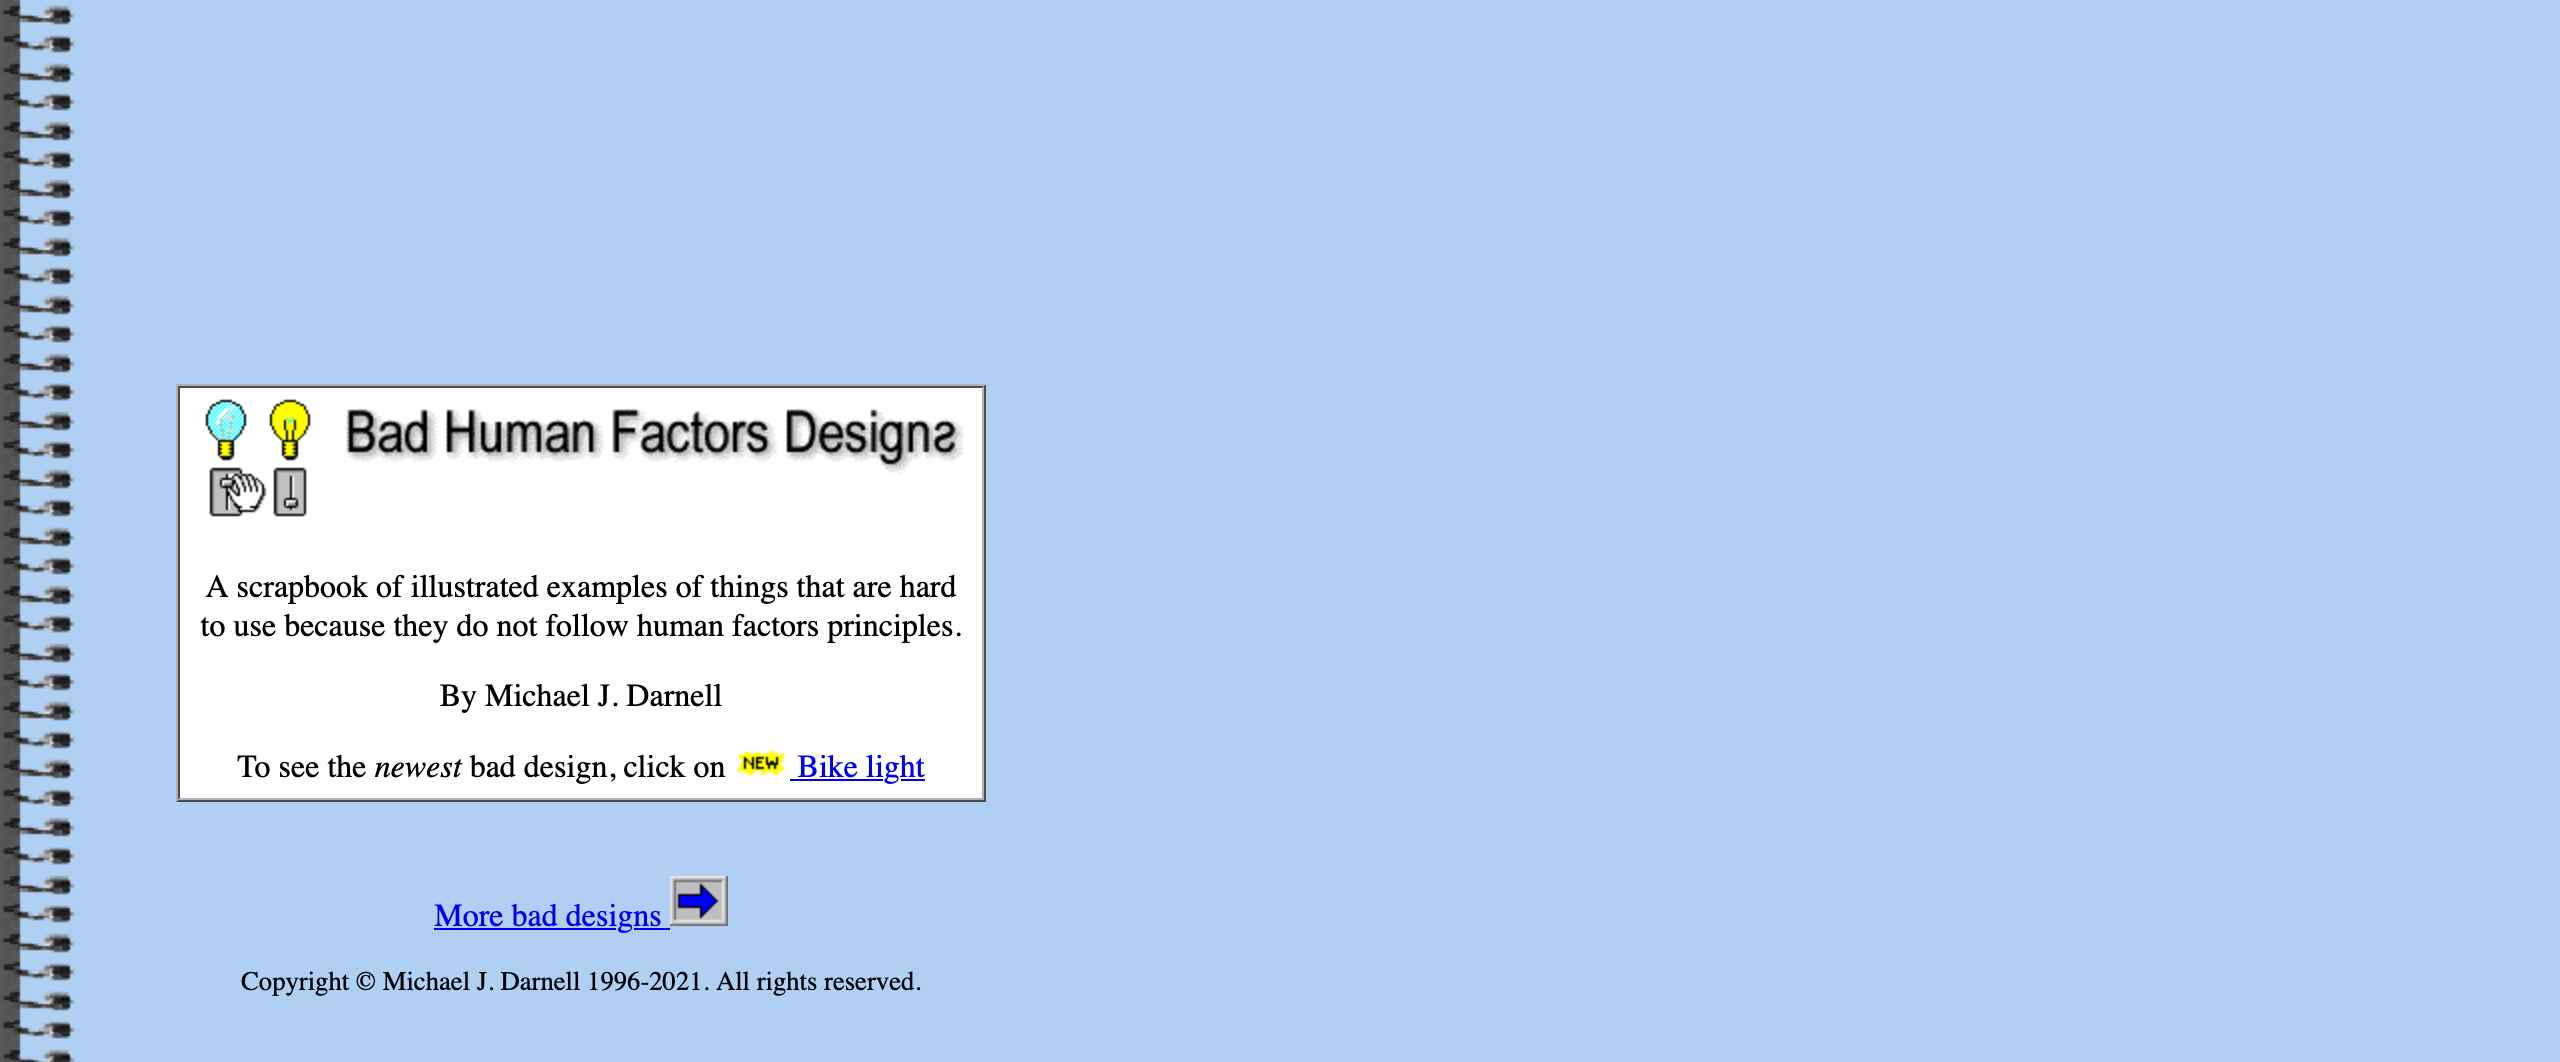 Bad Human Factors Designs
A scrapbook of illustrated examples of things that are hard
to use because they do not follow human factors principles.
By Michael J. Darnell
To see the newest bad design, click on NEW Bike light
More bad designs
Copyright © Michael J. Darnell 1996-2021. All rights reserved.